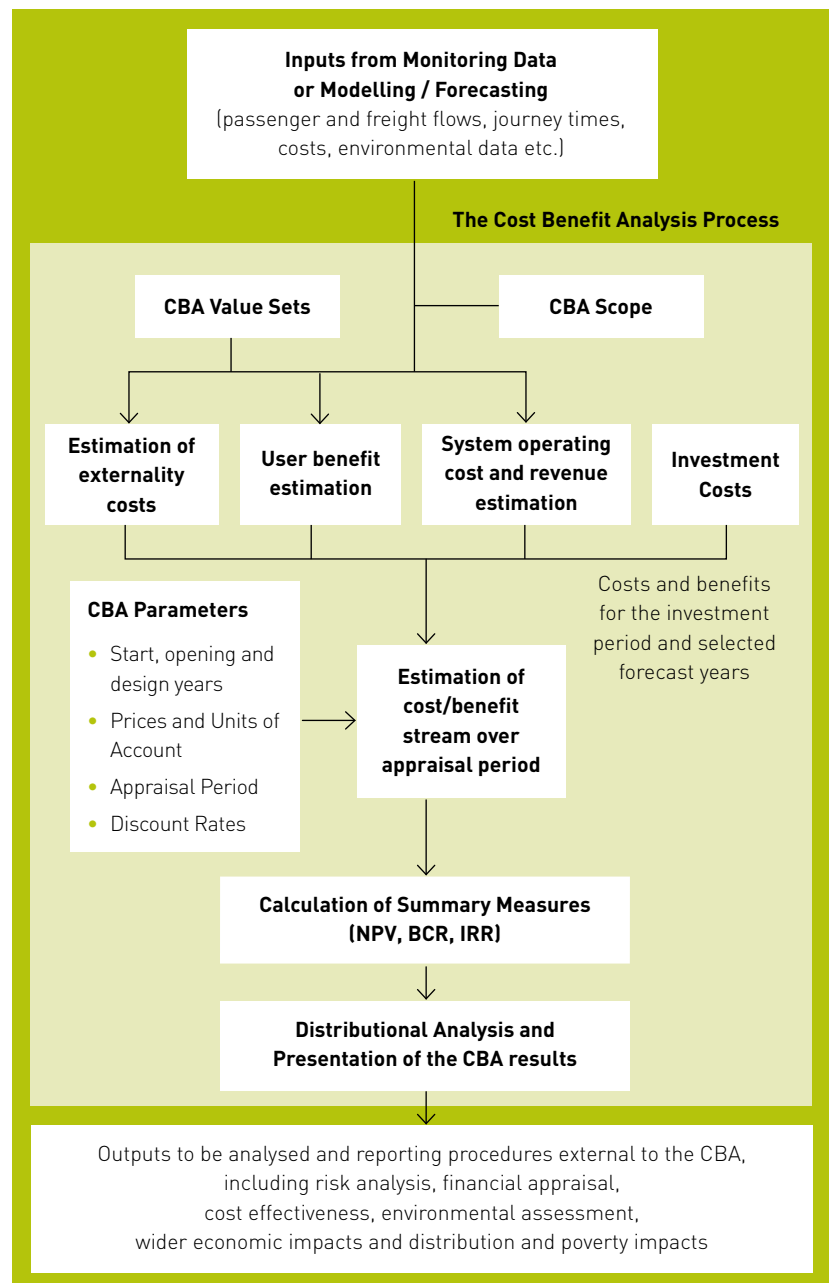 Inputs from Monitoring Data
or Modelling / Forecasting
(passenger and freight flows, journey times,
costs, environmental data etc.)
The Cost Benefit Analysis Process
CBA Value Sets
CBA Scope
Estimation of
externality
costs
User benefit
estimation
System operating
cost and revenue
estimation
Investment
Costs
Costs and benefits
for the investment
period and selected
forecast years
CBA Parameters
• Start, opening and
design years
• Prices and Units of
Account
• Appraisal Period
• Discount Rates
Estimation of
cost/benefit
stream over
appraisal period
Calculation of Summary Measures
(NPV, BCR, IRR)
Distributional Analysis and
Presentation of the CBA results
Outputs to be analysed and reporting procedures external to the CBA,
including risk analysis, financial appraisal,
cost effectiveness, environmental assessment,
wider economic impacts and distribution and poverty impacts